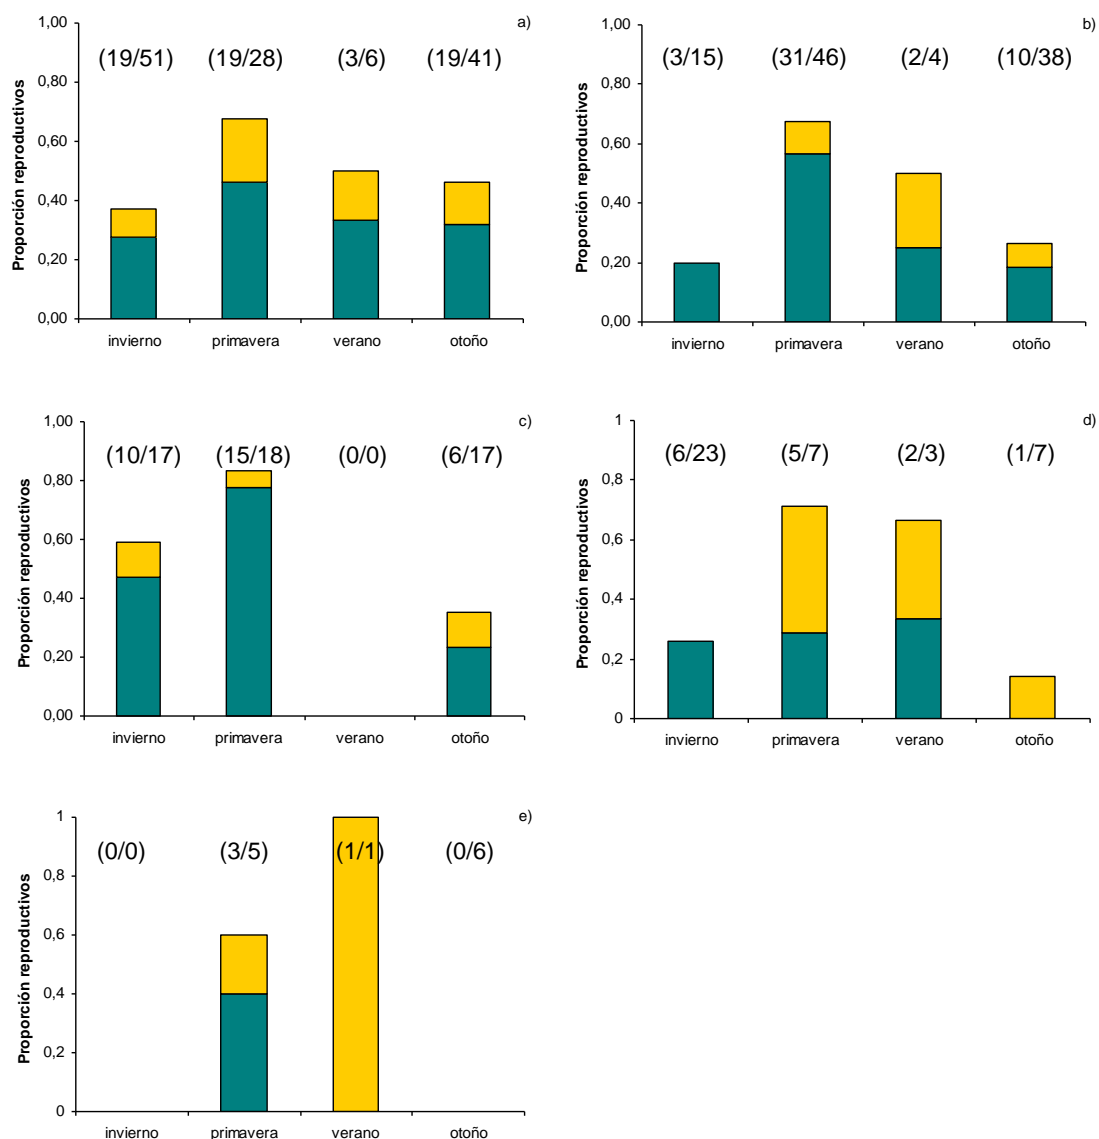 a)
Proporción reproductivos
1,00
0,80
0,60
0,40
0,20
0,00
(19/51) (19/28) (3/6) (19/41)
invierno primavera verano otoño
b)
Proporción reproductivos
1,00
0,80
0,60
0,40
0,20
0,00
(3/15) (31/46) (2/4) (10/38)
invierno primavera verano otoño
c)
Proporción reproductivos
1,00
0,80
0,60
0,40
0,20
0,00
(10/17) (15/18) (0/0) (6/17)
invierno primavera verano otoño
d)
Proporción reproductivos
1
0,8
0,6
0,4
0,2
0
(6/23) (5/7) (2/3) (1/7)
invierno primavera verano otoño
e)
Proporción reproductivos
1
0,8
0,6
0,4
0,2
0
(0/0) (3/5) (1/1) (0/6)
invierno primavera verano otoño